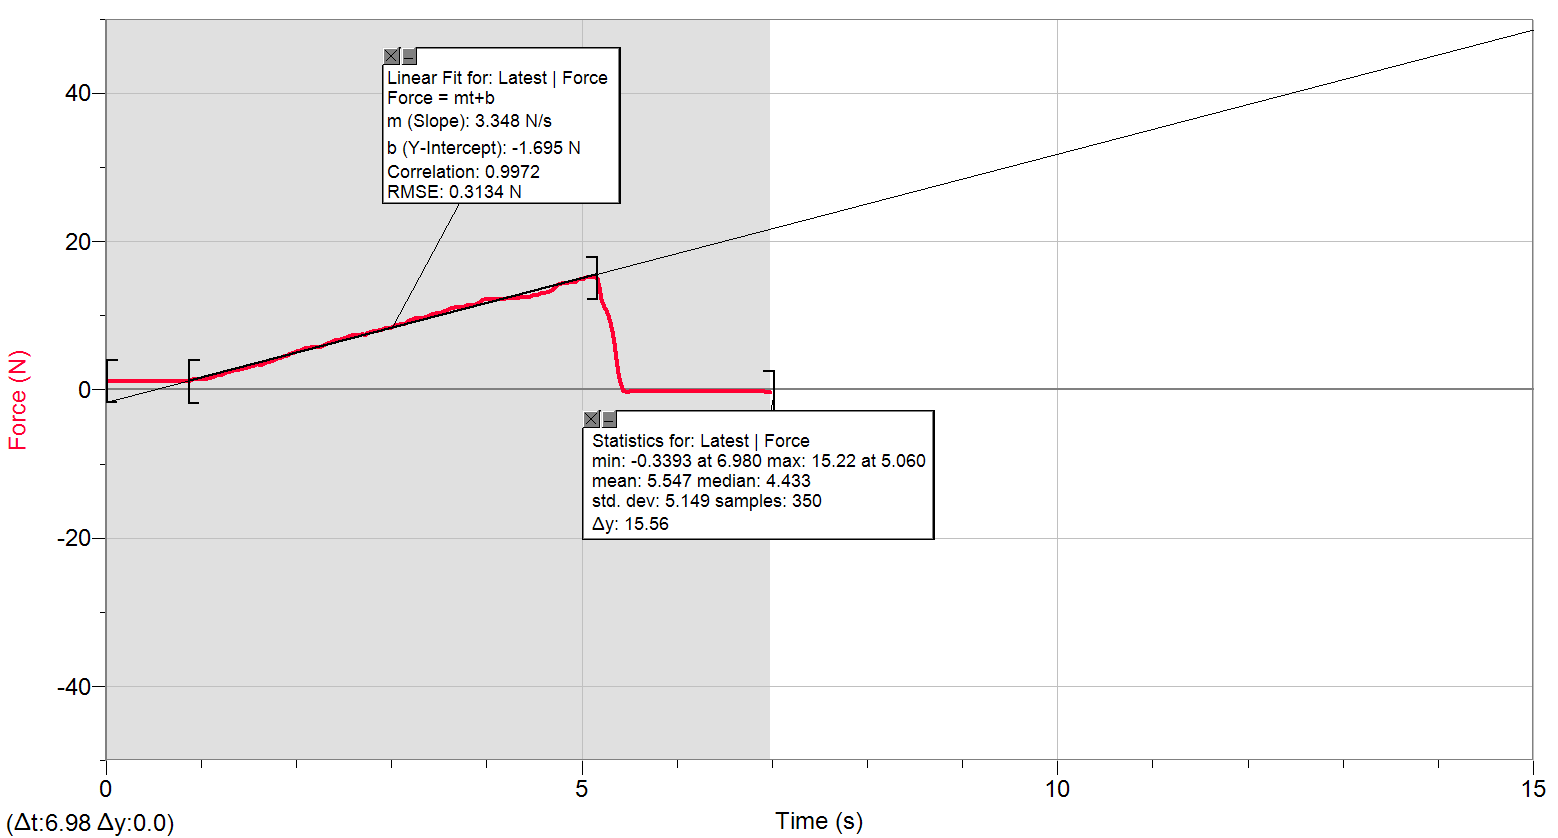 Linear Fit for: Latest | Force
Force = mt+b
m (Slope): 3.348 N/s
b (Y-Intercept): -1.695 N
Correlation: 0.9972
RMSE: 0.3134 N
40
20
0
-20
-40
Force (N)
Statistics for: Latest | Force
min: -0.3393 at 6.980 max: 15.22 at 5.060
mean: 5.547 median: 4.433
std. dev: 5.149 samples: 350
Δy: 15.56
0 5 10 15
(Δt:6.98 Δy:0.0)
Time (s)